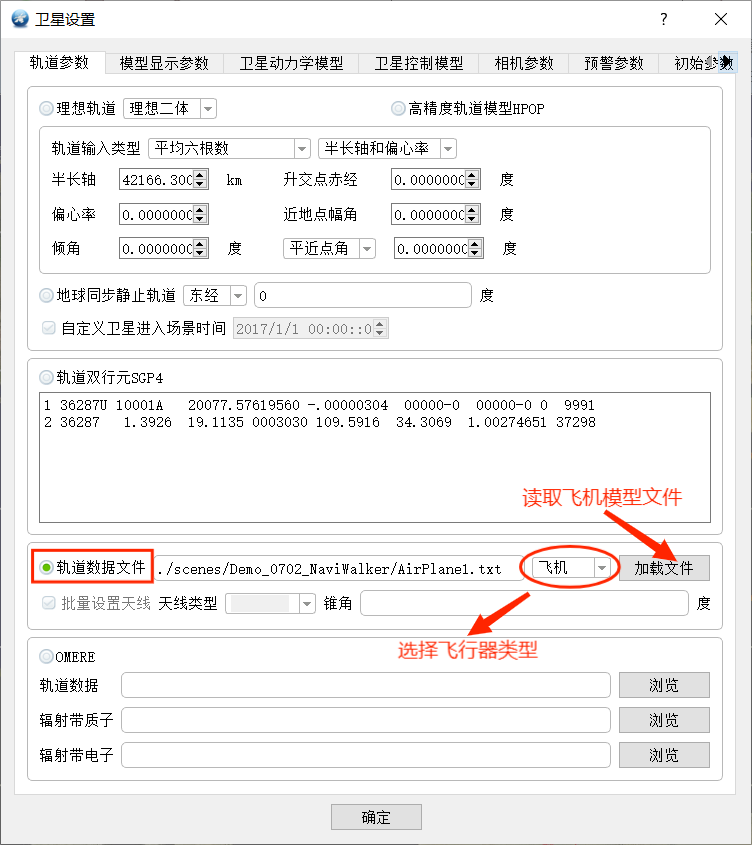 卫星设置
轨道参数 模型显示参数 卫星动力学模型 卫星控制模型 相机参数 预警参数 初始参数
理想轨道 理想二体 高精度轨道模型HPOP
轨道输入类型 平均六根数 半长轴和偏心率
半长轴 42166.300 km 升交点赤经 0.0000000 度
偏心率 0.0000000 近地点幅角 0.0000000 度
倾角 0.0000000 度 平近点角 0.0000000 度
地球同步静止轨道 东经 0 度
自定义卫星进入场景时间 2017/1/1 00:00::0
轨道双行元SGP4
1 36287U 10001A 20077.57619560 -.00000304 00000-0 00000-0 0 9991
2 36287 1.3926 19.1135 0003030 109.5916 34.3069 1.00274651 37298
读取飞机模型文件
轨道数据文件 ./scenes/Demo_0702_NaviWalker/AirPlane1.txt 飞机 加载文件
批量设置天线 天线类型 锥角 度
选择飞行器类型
OMERE
轨道数据 浏览
辐射带质子 浏览
辐射带电子 浏览
确定